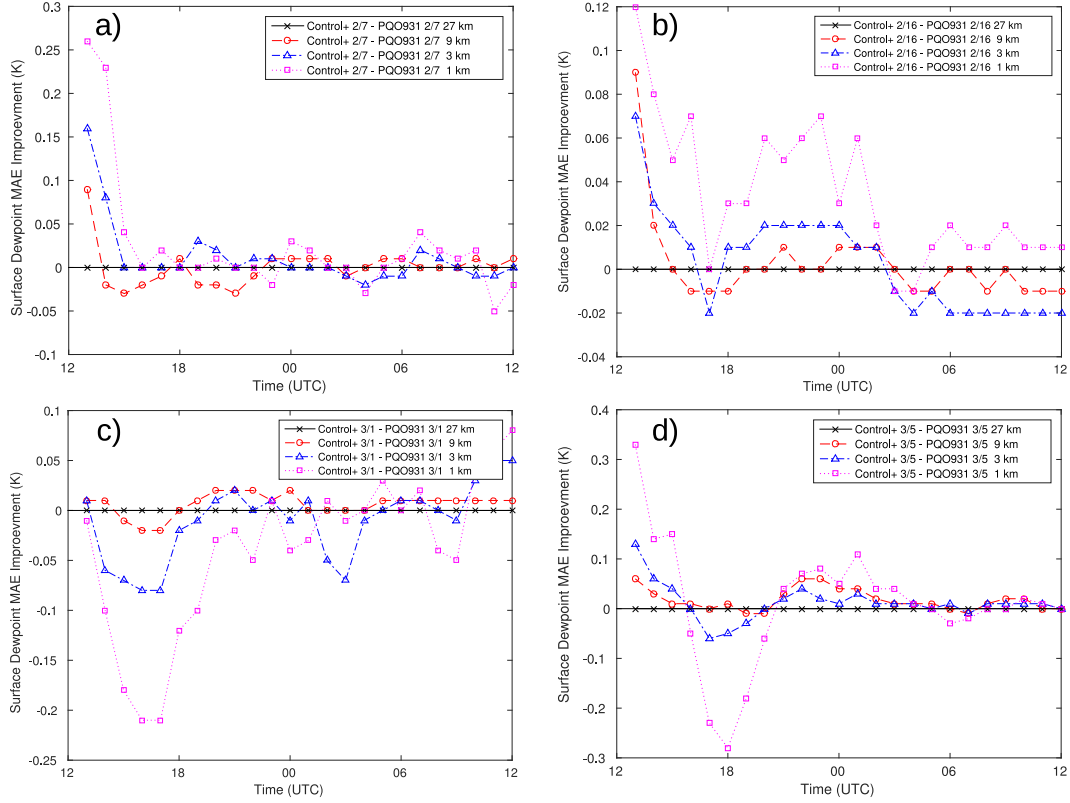 a)
Control+ 2/7 - PQO931 2/7 27 km
Control+ 2/7 - PQO931 2/7 9 km
Control+ 2/7 - PQO931 2/7 3 km
Control+ 2/7 - PQO931 2/7 1 km
Surface Dewpoint MAE Improevment (K)
0.3
0.25
0.2
0.15
0.1
0.05
0
-0.05
-0.1
12 18 00 06 12
Time (UTC)
b)
Control+ 2/16 - PQO931 2/16 27 km
Control+ 2/16 - PQO931 2/16 9 km
Control+ 2/16 - PQO931 2/16 3 km
Control+ 2/16 - PQO931 2/16 1 km
Surface Dewpoint MAE Improevment (K)
0.12
0.1
0.08
0.06
0.04
0.02
0
-0.02
-0.04
12 18 00 06 12
Time (UTC)
c)
Control+ 3/1 - PQO931 3/1 27 km
Control+ 3/1 - PQO931 3/1 9 km
Control+ 3/1 - PQO931 3/1 3 km
Control+ 3/1 - PQO931 3/1 1 km
Surface Dewpoint MAE Improevment (K)
0.1
0.05
0
-0.05
-0.1
-0.15
-0.2
-0.25
12 18 00 06 12
Time (UTC)
d)
Control+ 3/5 - PQO931 3/5 27 km
Control+ 3/5 - PQO931 3/5 9 km
Control+ 3/5 - PQO931 3/5 3 km
Control+ 3/5 - PQO931 3/5 1 km
Surface Dewpoint MAE Improevment (K)
0.4
0.3
0.2
0.1
0
-0.1
-0.2
-0.3
12 18 00 06 12
Time (UTC)